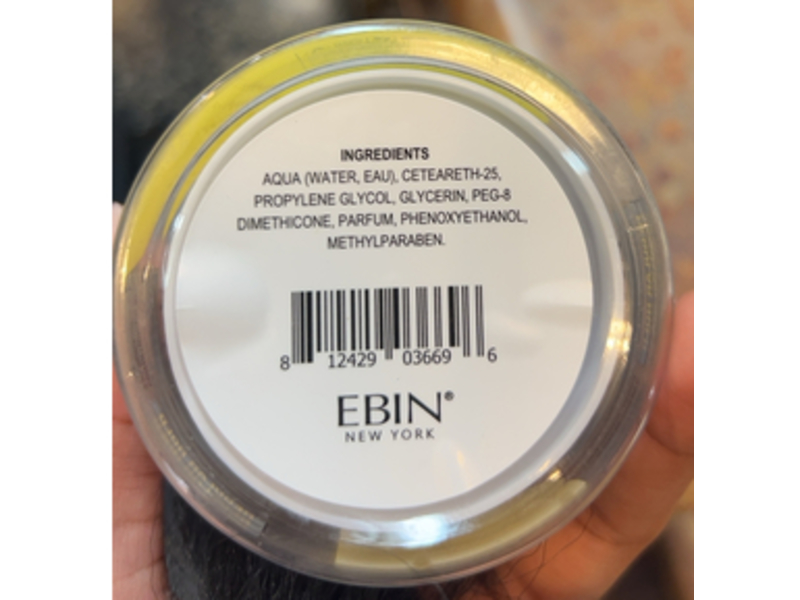 INGREDIENTS
AQUA (WATER, EAU), CETEARETH-25,
PROPYLENE GLYCOL, GLYCERIN, PEG-8
DIMETHICONE, PARFUM, PHENOXYETHANOL,
METHYLPARABEN.
8 12429 03669 6
EBIN®
NEW YORK